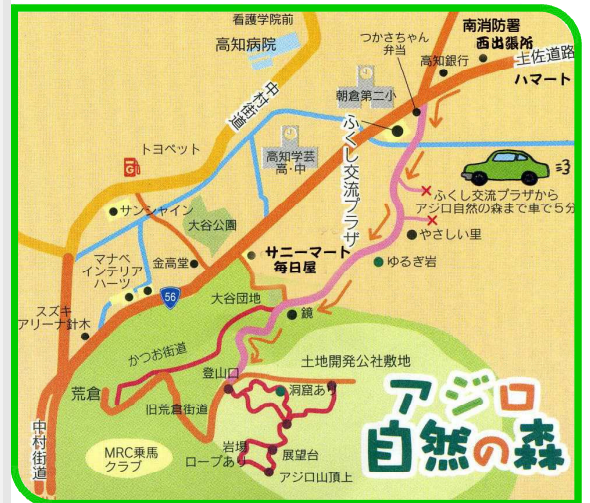 看護学院前
高知病院
南消防署
西出張所
つかさちゃん
弁当
高知銀行
土佐道路
ハマート
中村街道
朝倉第二小
ふくし交流プラザ
トヨペット
G
高知学芸
高・中
ふくし交流プラザから
アジロ自然の森まで車で5分
サンシャイン
大谷公園
やさしい里
サニーマート
毎日屋
マナベ
インテリア
ハーツ
金高堂
ゆるぎ岩
56
大谷団地
スズキ
アリーナ針木
鏡
かつお街道
登山口
土地開発公社敷地
荒倉
旧荒倉街道
洞窟あり
アジロ
自然の森
中村街道
MRC乗馬
クラブ
岩場
ロープあり
展望台
アジロ山頂上